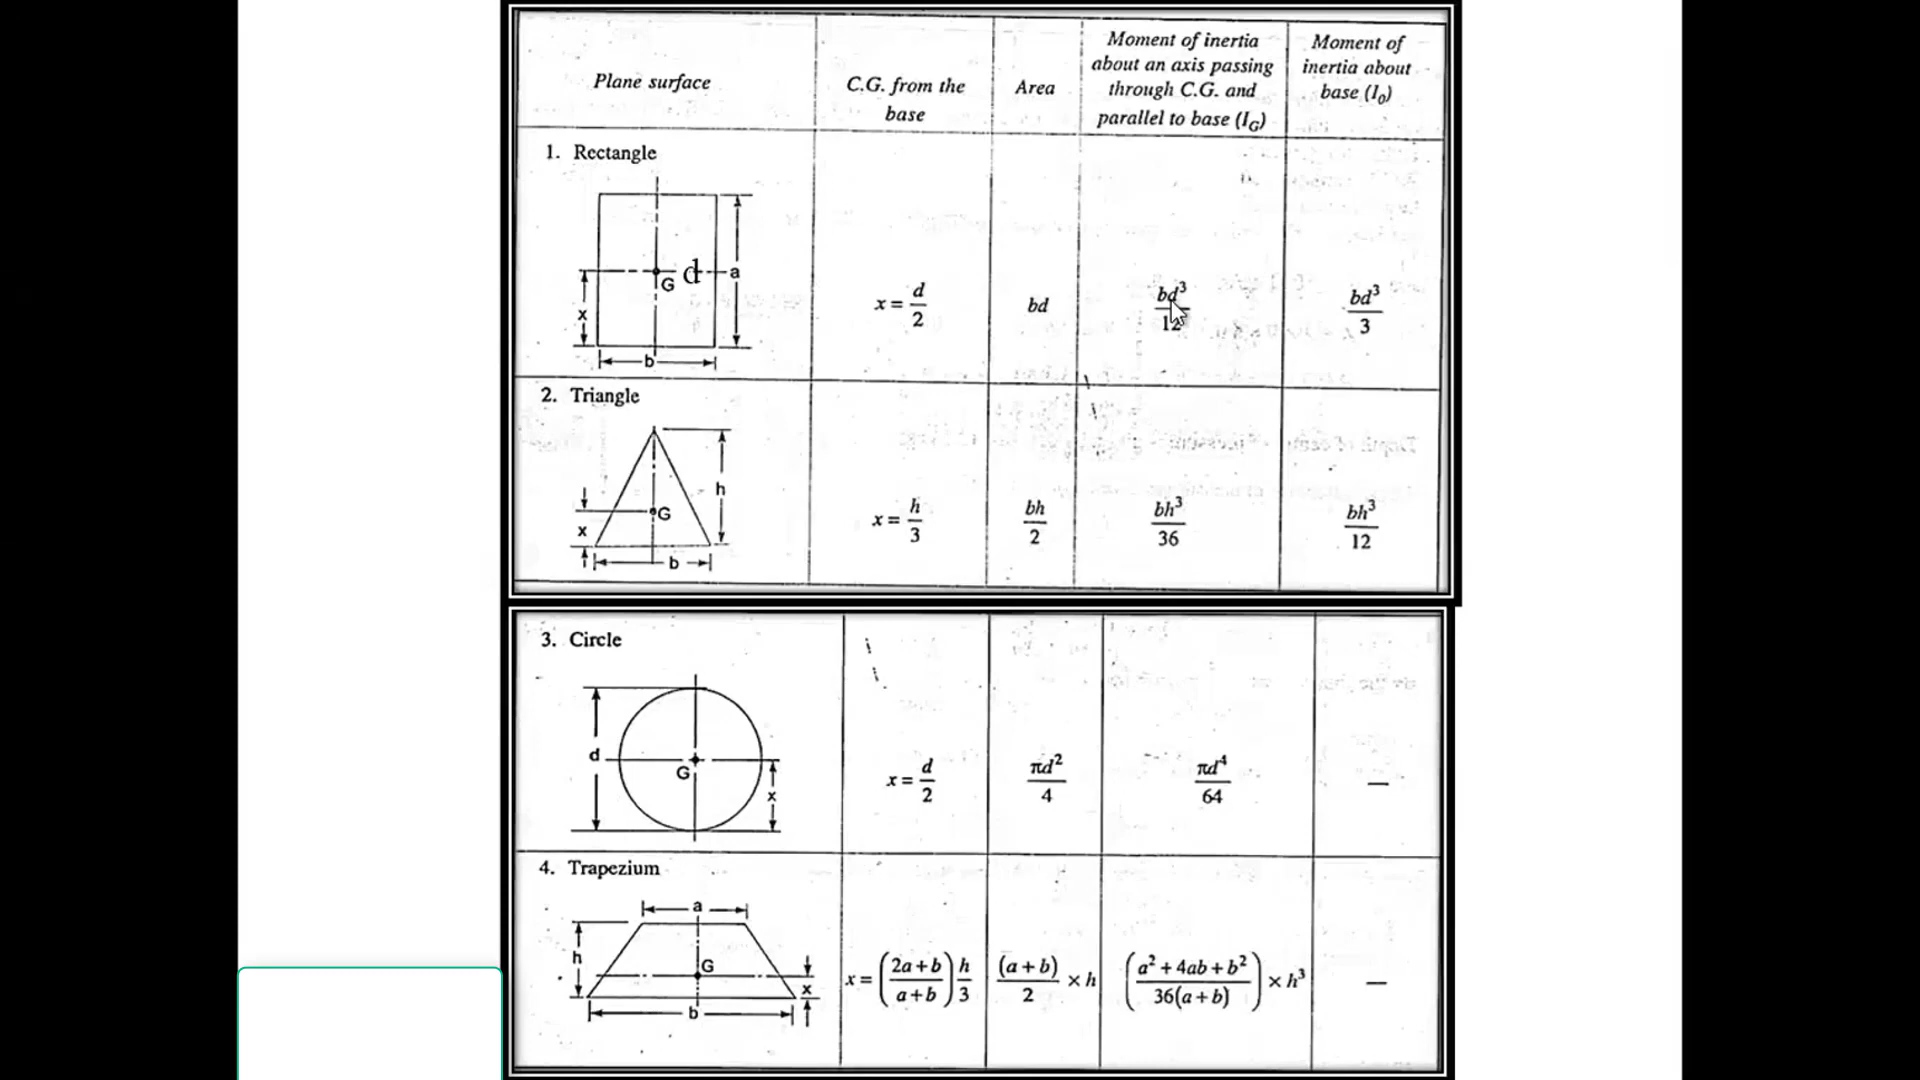 Plane surface
C.G. from the
base
Area
Moment of inertia
about an axis passing
through C.G. and
parallel to base (I_G)
Moment of
inertia about
base (I_0)
1. Rectangle
G
d
a
x
b
x = d/2
bd
bd³/12
bd³/3
2. Triangle
h
G
x
b
x = h/3
bh/2
bh³/36
bh³/12
3. Circle
d
G
x
x = d/2
πd²/4
πd⁴/64
—
4. Trapezium
a
h
G
x
b
x = ((2a+b)/(a+b)) h/3
(a+b)/2 × h
((a² + 4ab + b²)/(36(a+b))) × h³
—